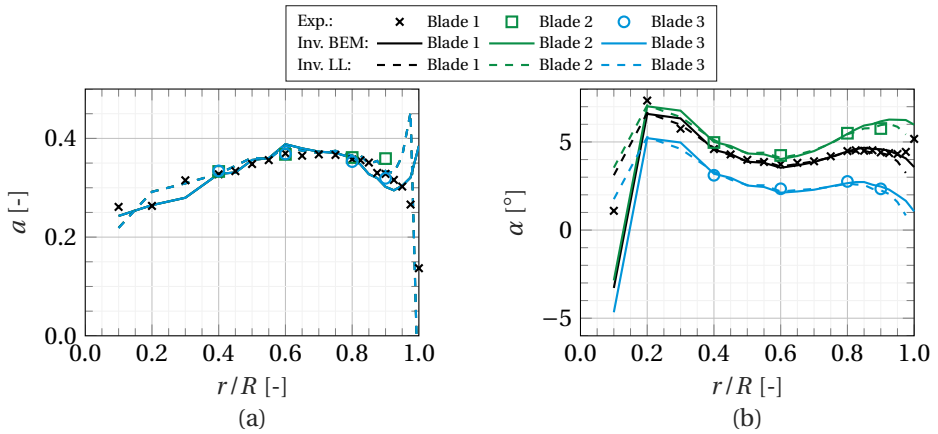 Exp.: Blade 1 Blade 2 Blade 3
Inv. BEM: Blade 1 Blade 2 Blade 3
Inv. LL: Blade 1 Blade 2 Blade 3
0.4
0.2
0.0
a [-]
0.0 0.2 0.4 0.6 0.8 1.0
r/R [-]
(a)
5
0
−5
α [°]
0.0 0.2 0.4 0.6 0.8 1.0
r/R [-]
(b)